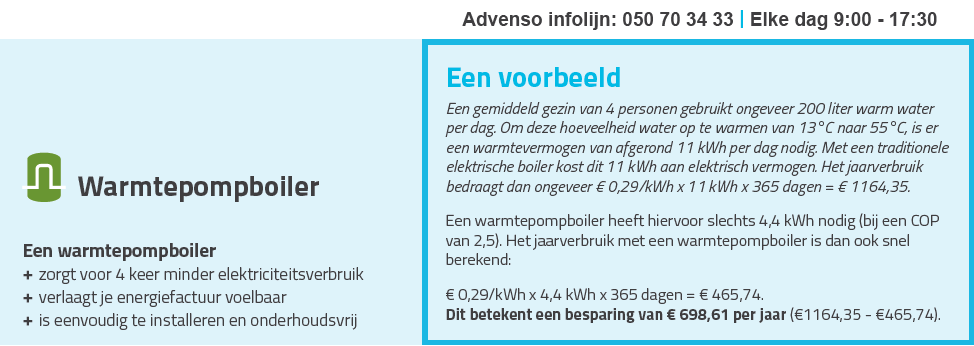 Advenso infolijn: 050 70 34 33 | Elke dag 9:00 - 17:30
Warmtepompboiler
Een warmtepompboiler
+ zorgt voor 4 keer minder elektriciteitsverbruik
+ verlaagt je energiefactuur voelbaar
+ is eenvoudig te installeren en onderhoudsvrij
Een voorbeeld
Een gemiddeld gezin van 4 personen gebruikt ongeveer 200 liter warm water
per dag. Om deze hoeveelheid water op te warmen van 13°C naar 55°C, is er
een warmtevermogen van afgerond 11 kWh per dag nodig. Met een traditionele
elektrische boiler kost dit 11 kWh aan elektrisch vermogen. Het jaarverbruik
bedraagt dan ongeveer € 0,29/kWh x 11 kWh x 365 dagen = € 1164,35.
Een warmtepompboiler heeft hiervoor slechts 4,4 kWh nodig (bij een COP
van 2,5). Het jaarverbruik met een warmtepompboiler is dan ook snel
berekend:
€ 0,29/kWh x 4,4 kWh x 365 dagen = € 465,74.
Dit betekent een besparing van € 698,61 per jaar (€1164,35 - €465,74).